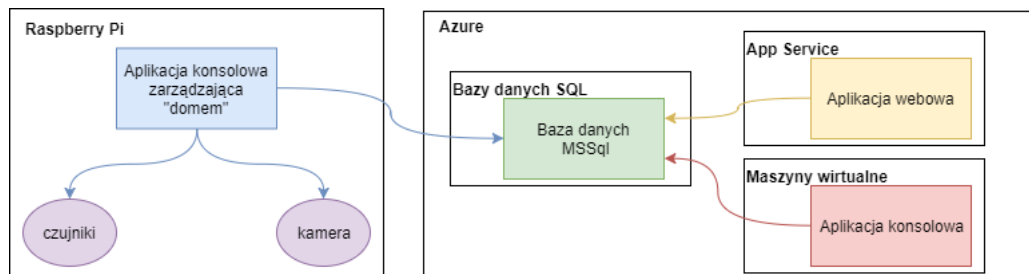 Raspberry Pi
Aplikacja konsolowa
zarządzająca
"domem"
czujniki
kamera
Azure
Bazy danych SQL
Baza danych
MSSql
App Service
Aplikacja webowa
Maszyny wirtualne
Aplikacja konsolowa